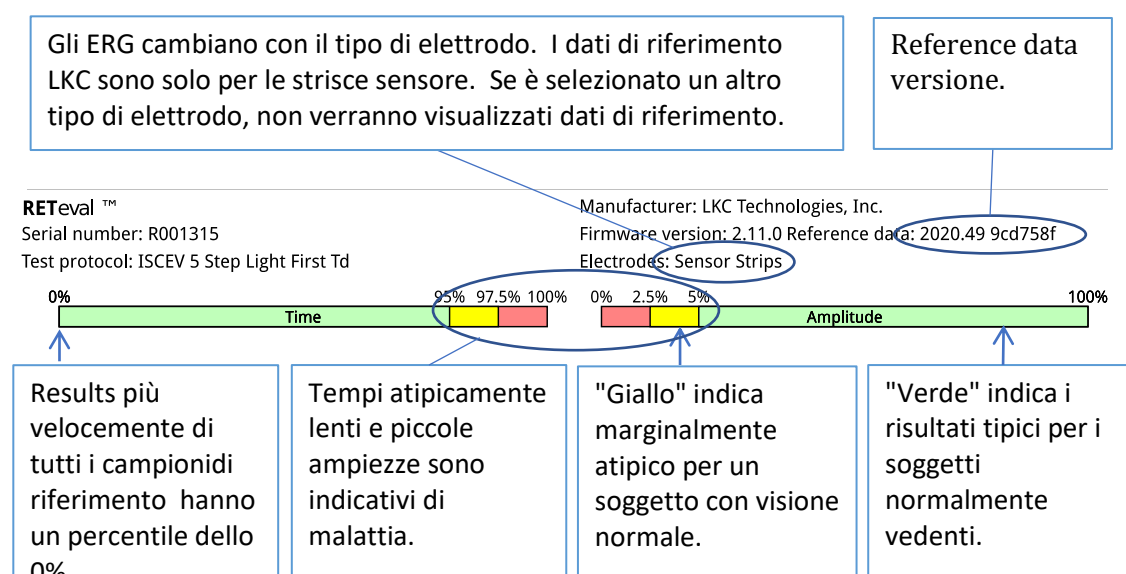 Gli ERG cambiano con il tipo di elettrodo. I dati di riferimento
LKC sono solo per le strisce sensore. Se è selezionato un altro
tipo di elettrodo, non verranno visualizzati dati di riferimento.
Reference data
versione.
RETeval ™
Serial number: R001315
Test protocol: ISCEV 5 Step Light First Td
Manufacturer: LKC Technologies, Inc.
Firmware version: 2.11.0 Reference data: 2020.49 9cd758f
Electrodes: Sensor Strips
0% 95% 97.5% 100% 0% 2.5% 5% 100%
Time Amplitude
Results più
velocemente di
tutti i campionidi
riferimento hanno
un percentile dello
0%
Tempi atipicamente
lenti e piccole
ampiezze sono
indicativi di
malattia.
"Giallo" indica
marginalmente
atipico per un
soggetto con visione
normale.
"Verde" indica i
risultati tipici per i
soggetti
normalmente
vedenti.